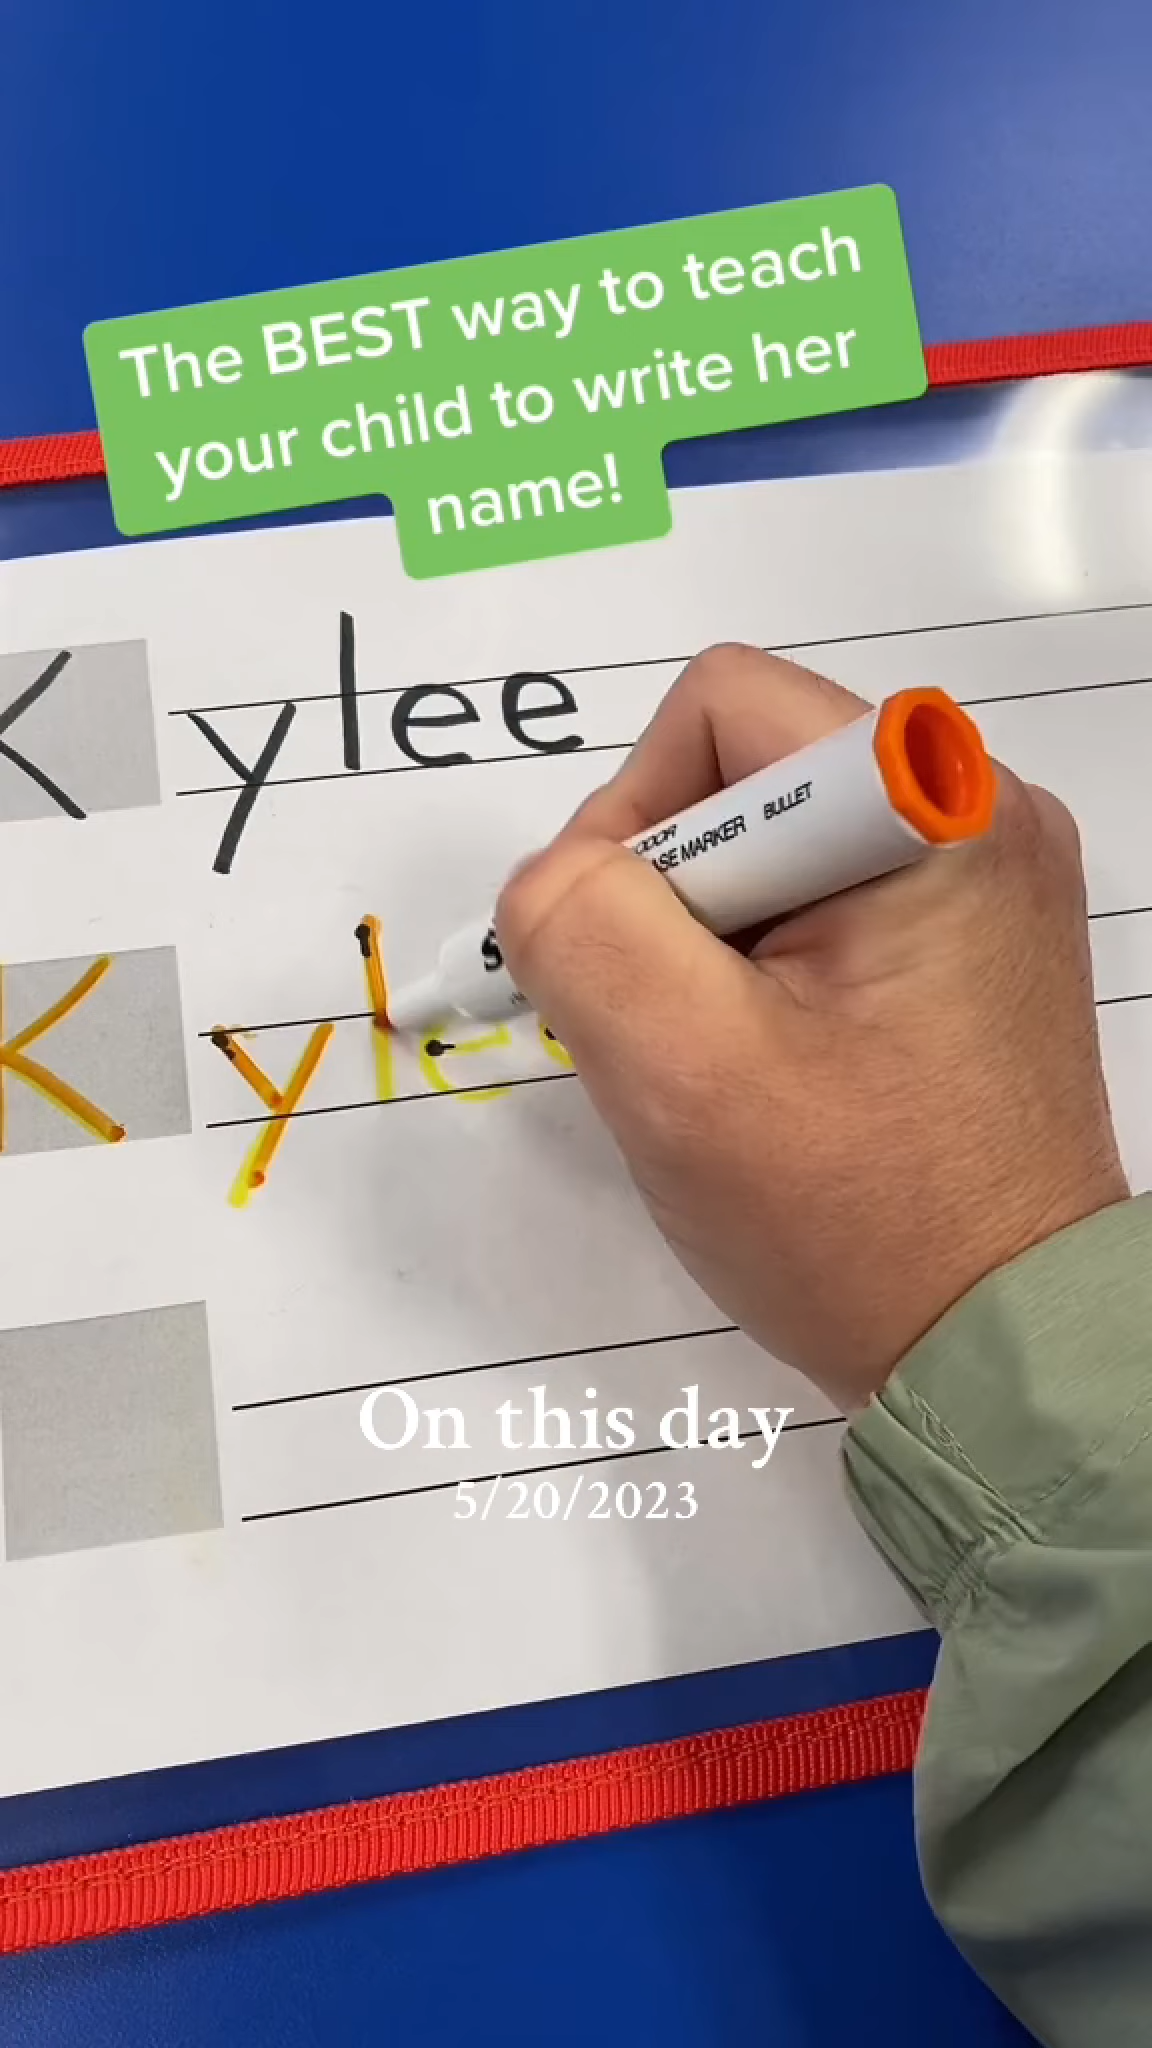 The BEST way to teach
your child to write her
name!
Kylee
ASE MARKER BULLET
Kyle
On this day
5/20/2023